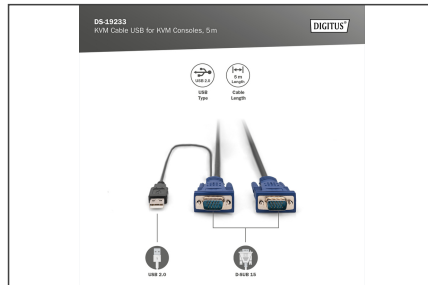 DS-19233
KVM Cable USB for KVM Consoles, 5 m
DIGITUS®
USB 2.0
5 m
Length
USB
Type
Cable
Length
USB 2.0
D-SUB 15